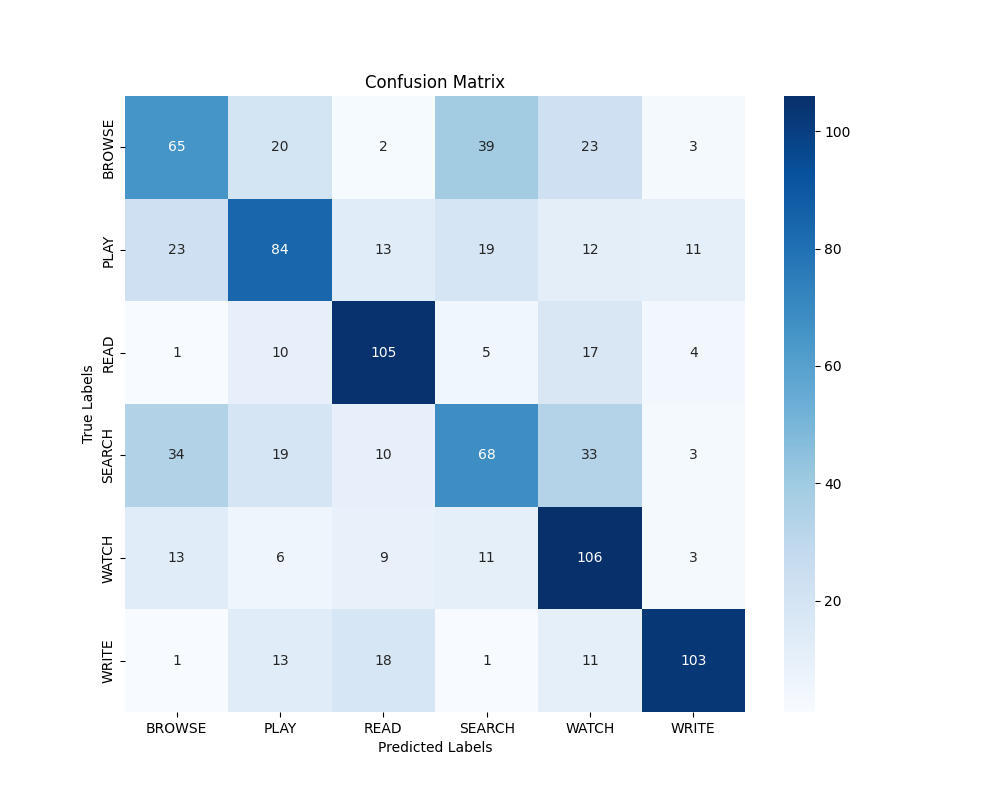 Confusion Matrix
True Labels
BROWSE 65 20 2 39 23 3
PLAY 23 84 13 19 12 11
READ 1 10 105 5 17 4
SEARCH 34 19 10 68 33 3
WATCH 13 6 9 11 106 3
WRITE 1 13 18 1 11 103
BROWSE PLAY READ SEARCH WATCH WRITE
Predicted Labels
100
80
60
40
20